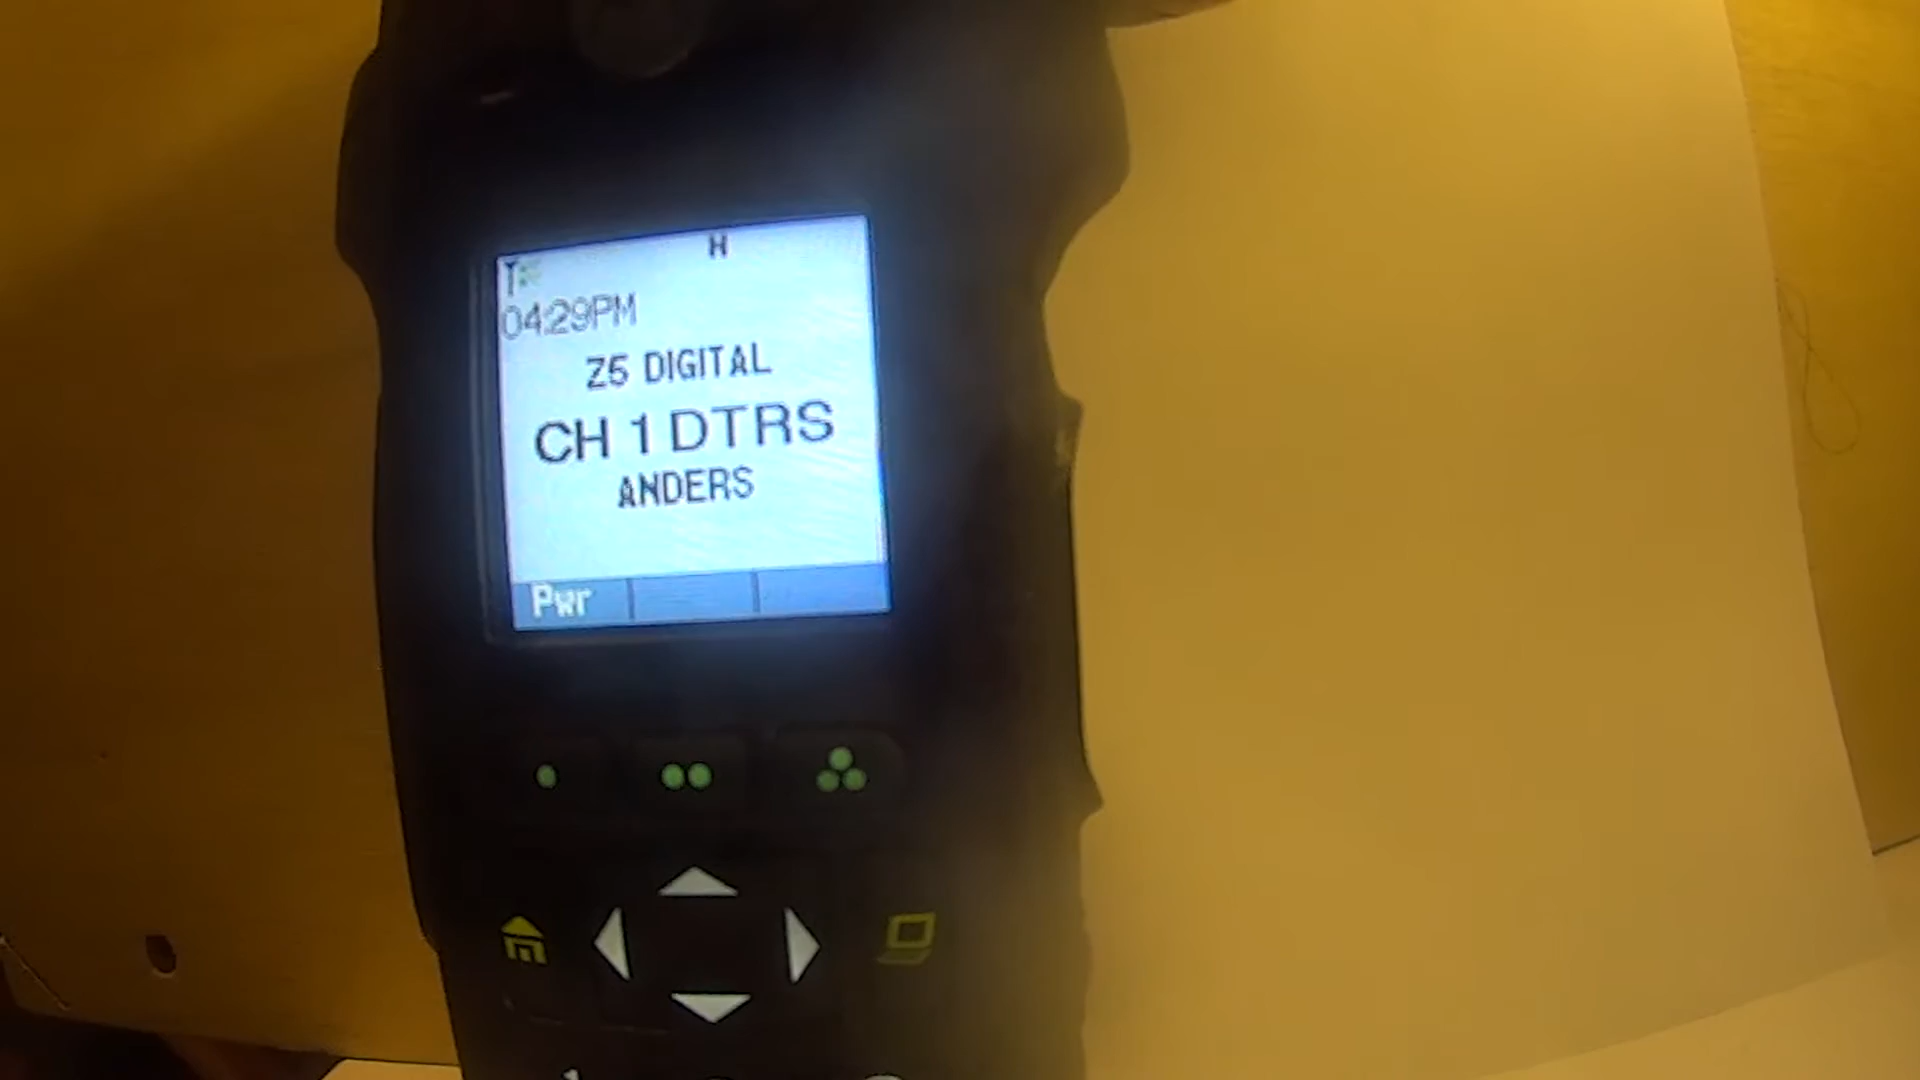 H
04:29PM
Z5 DIGITAL
CH 1 DTRS
ANDERS
Pwr